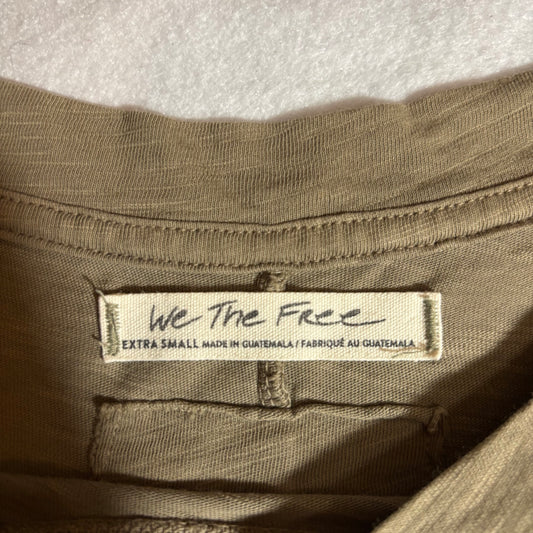 We The Free
EXTRA SMALL MADE IN GUATEMALA / FABRIQUÉ AU GUATEMALA